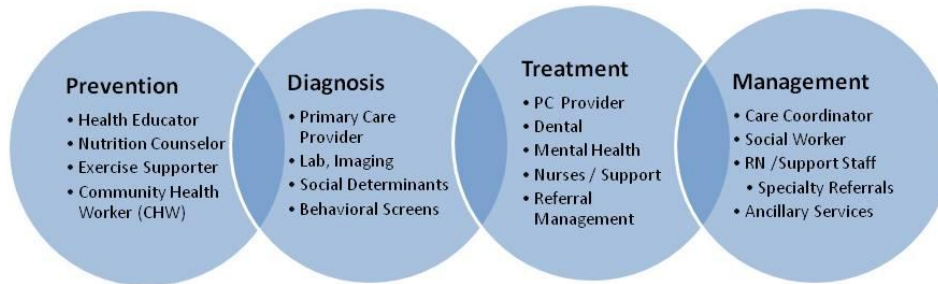 Prevention
• Health Educator
• Nutrition Counselor
• Exercise Supporter
• Community Health
Worker (CHW)
Diagnosis
• Primary Care
Provider
• Lab, Imaging
• Social Determinants
• Behavioral Screens
Treatment
• PC Provider
• Dental
• Mental Health
• Nurses / Support
• Referral
Management
Management
• Care Coordinator
• Social Worker
• RN /Support Staff
• Specialty Referrals
• Ancillary Services